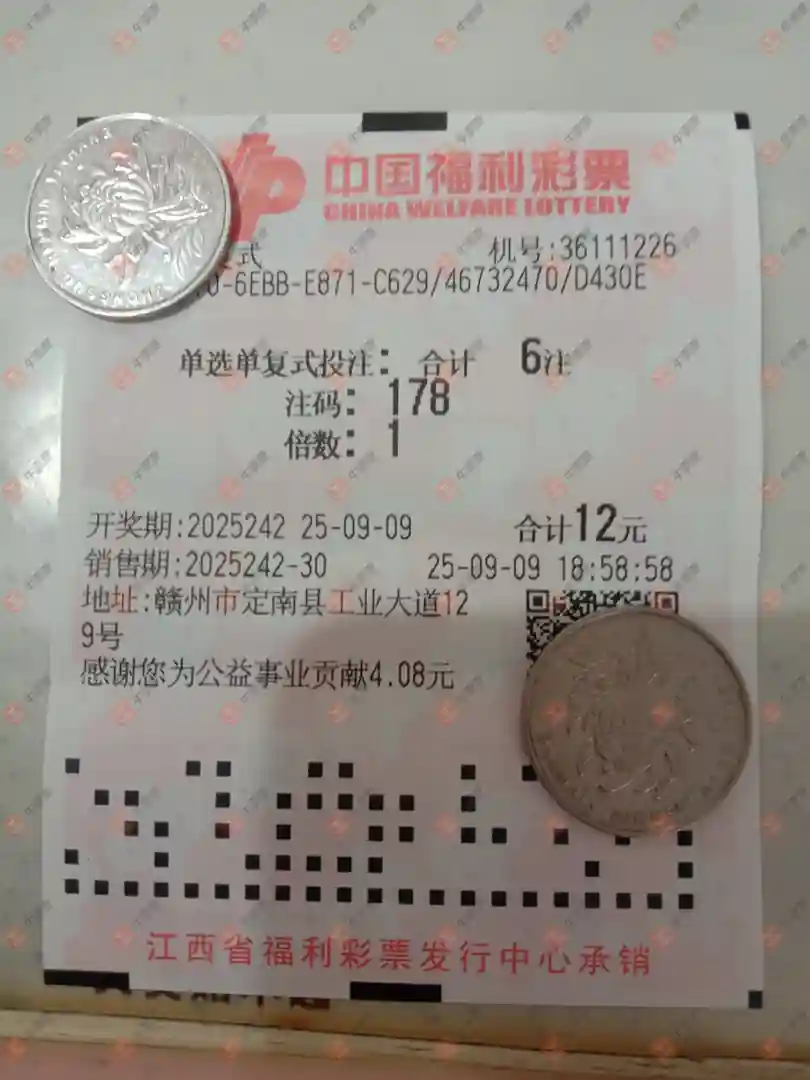 中国福利彩票
CHINA WELFARE LOTTERY
式 机号:36111226
0-6EBB-E871-C629/46732470/D430E
单选单复式投注: 合计 6注
注码: 178
倍数: 1
开奖期:2025242 25-09-09 合计12元
销售期:2025242-30 25-09-09 18:58:58
地址:赣州市定南县工业大道12
9号
感谢您为公益事业贡献4.08元
江西省福利彩票发行中心承销